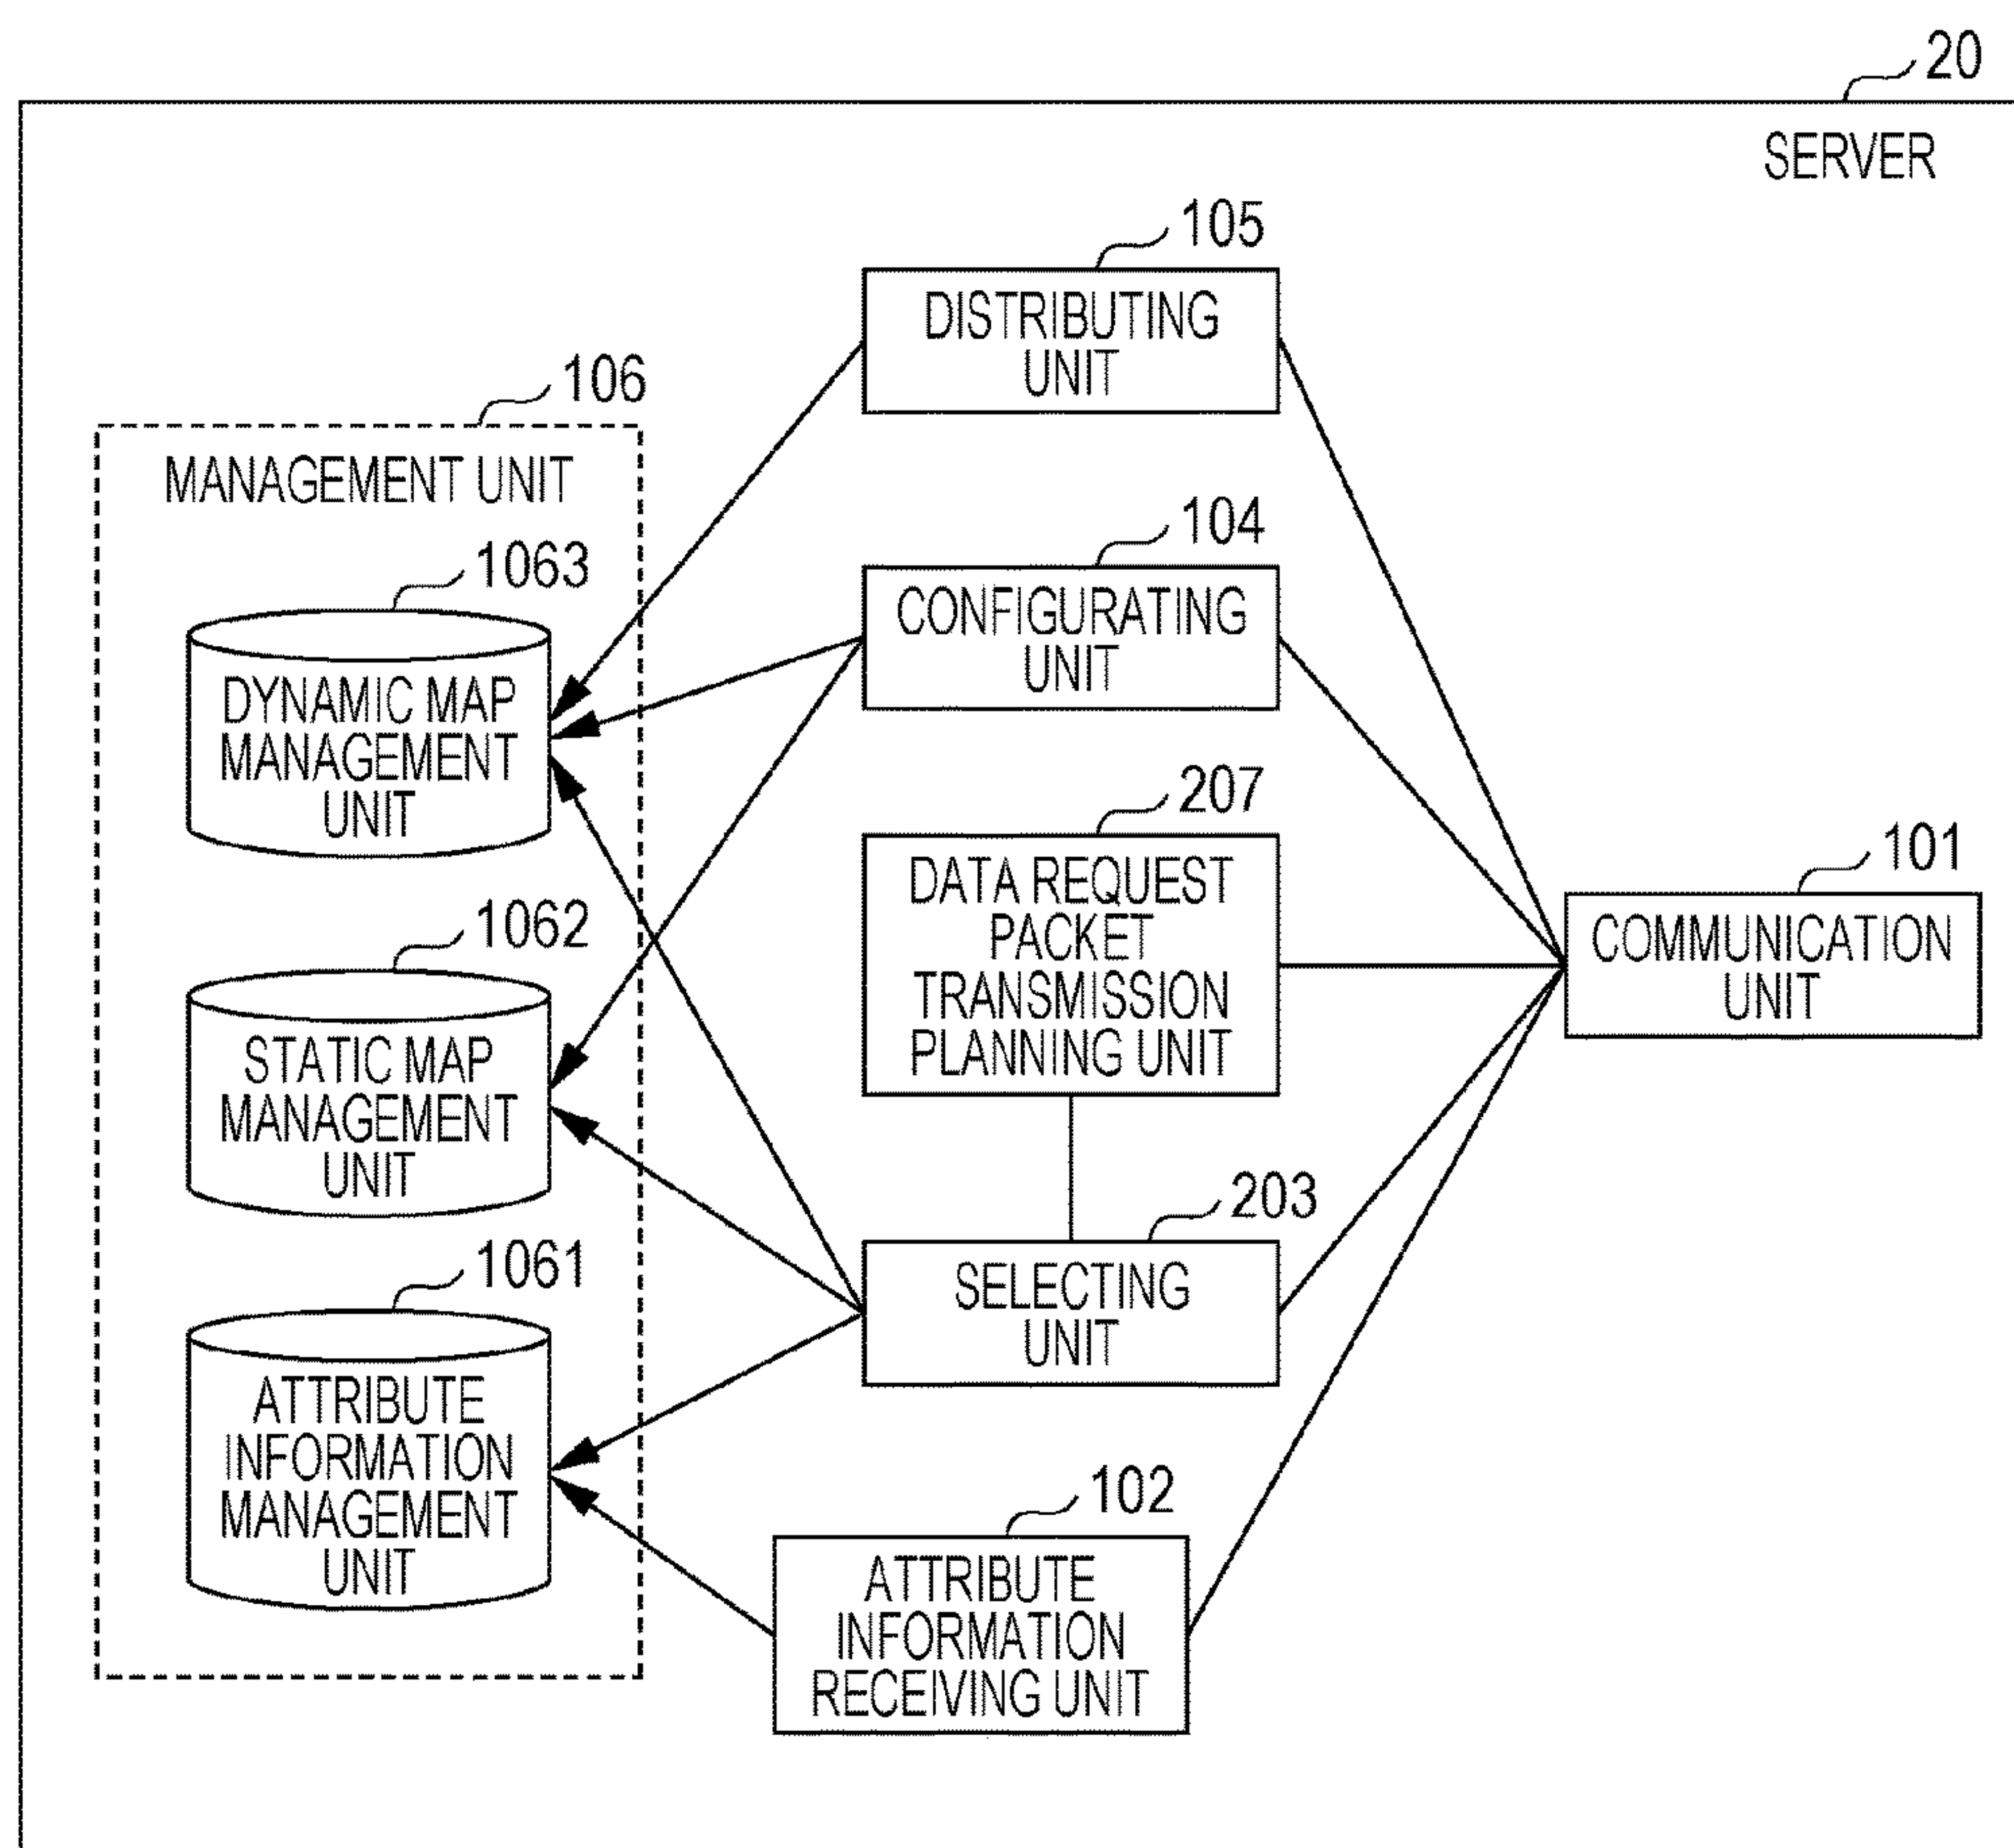 20
SERVER
105
DISTRIBUTING
UNIT
106
MANAGEMENT UNIT
104
CONFIGURATING
UNIT
1063
DYNAMIC MAP
MANAGEMENT
UNIT
207
DATA REQUEST
PACKET
TRANSMISSION
PLANNING UNIT
101
COMMUNICATION
UNIT
1062
STATIC MAP
MANAGEMENT
UNIT
203
SELECTING
UNIT
1061
ATTRIBUTE
INFORMATION
MANAGEMENT
UNIT
102
ATTRIBUTE
INFORMATION
RECEIVING UNIT